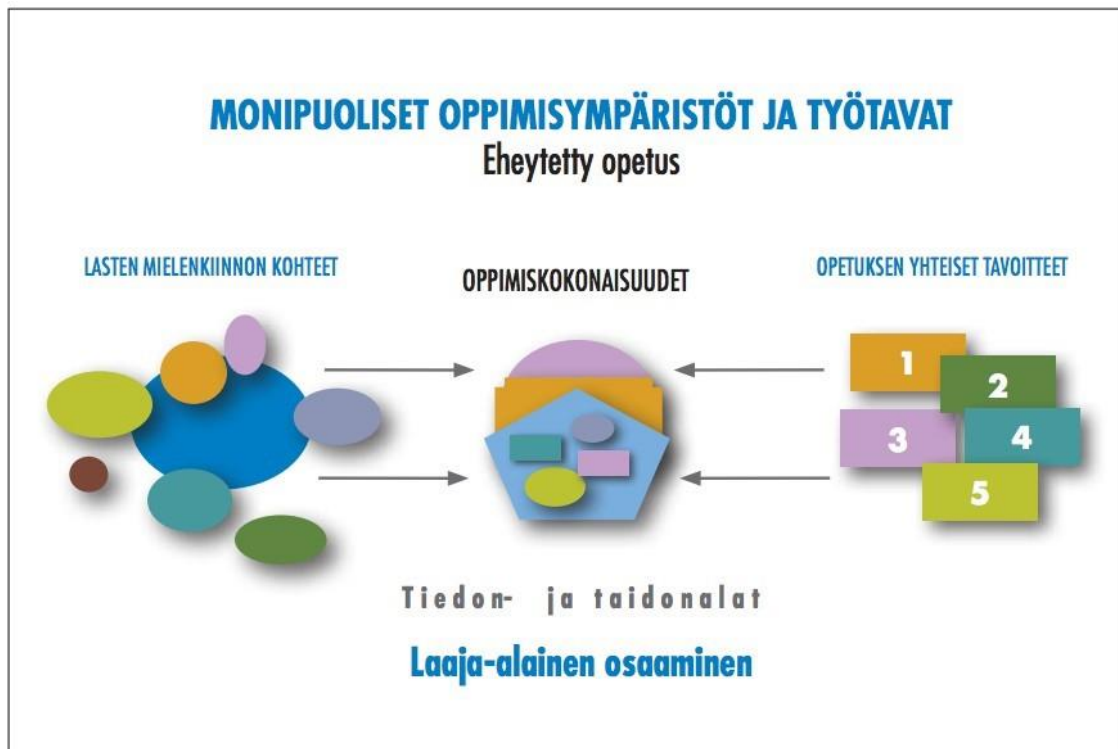 MONIPUOLISET OPPIMISYMPÄRISTÖT JA TYÖTAVAT
Eheytetty opetus
LASTEN MIELENKIINNON KOHTEET
OPPIMISKOKONAISUUDET
OPETUKSEN YHTEISET TAVOITTEET
1
2
3
4
5
Tiedon- ja taidonalat
Laaja-alainen osaaminen